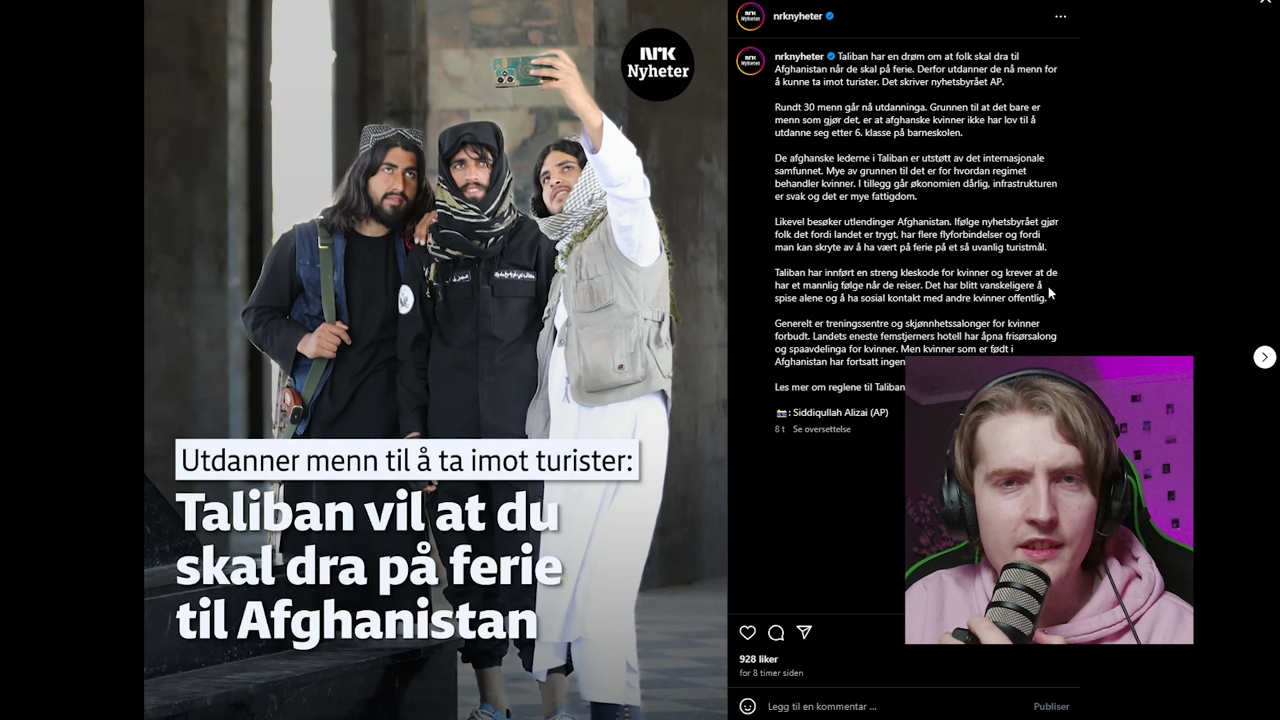 nrk
Nyheter
Utdanner menn til å ta imot turister:
Taliban vil at du
skal dra på ferie
til Afghanistan
nrk
Nyheter
nrknyheter
nrk
Nyheter
nrknyheter Taliban har en drøm om at folk skal dra til
Afghanistan når de skal på ferie. Derfor utdanner de nå menn for
å kunne ta imot turister. Det skriver nyhetsbyrået AP.
Rundt 30 menn går nå utdanninga. Grunnen til at det bare er
menn som gjør det, er at afghanske kvinner ikke har lov til å
utdanne seg etter 6. klasse på barneskolen.
De afghanske lederne i Taliban er utstøtt av det internasjonale
samfunnet. Mye av grunnen til det er for hvordan regimet
behandler kvinner. I tillegg går økonomien dårlig, infrastrukturen
er svak og det er mye fattigdom.
Likevel besøker utlendinger Afghanistan. Ifølge nyhetsbyrået gjør
folk det fordi landet er trygt, har flere flyforbindelser og fordi
man kan skryte av å ha vært på ferie på et så uvanlig turistmål.
Taliban har innført en streng kleskode for kvinner og krever at de
har et mannlig følge når de reiser. Det har blitt vanskeligere å
spise alene og å ha sosial kontakt med andre kvinner offentlig.
Generelt er treningssentre og skjønnhetssalonger for kvinner
forbudt. Landets eneste femstjerners hotell har åpna frisørsalong
og spaavdelinga for kvinner. Men kvinner som er født i
Afghanistan har fortsatt ingen
Les mer om reglene til Taliban
: Siddiqullah Alizai (AP)
8 t Se oversettelse
928 liker
for 8 timer siden
Legg til en kommentar ...
Publiser